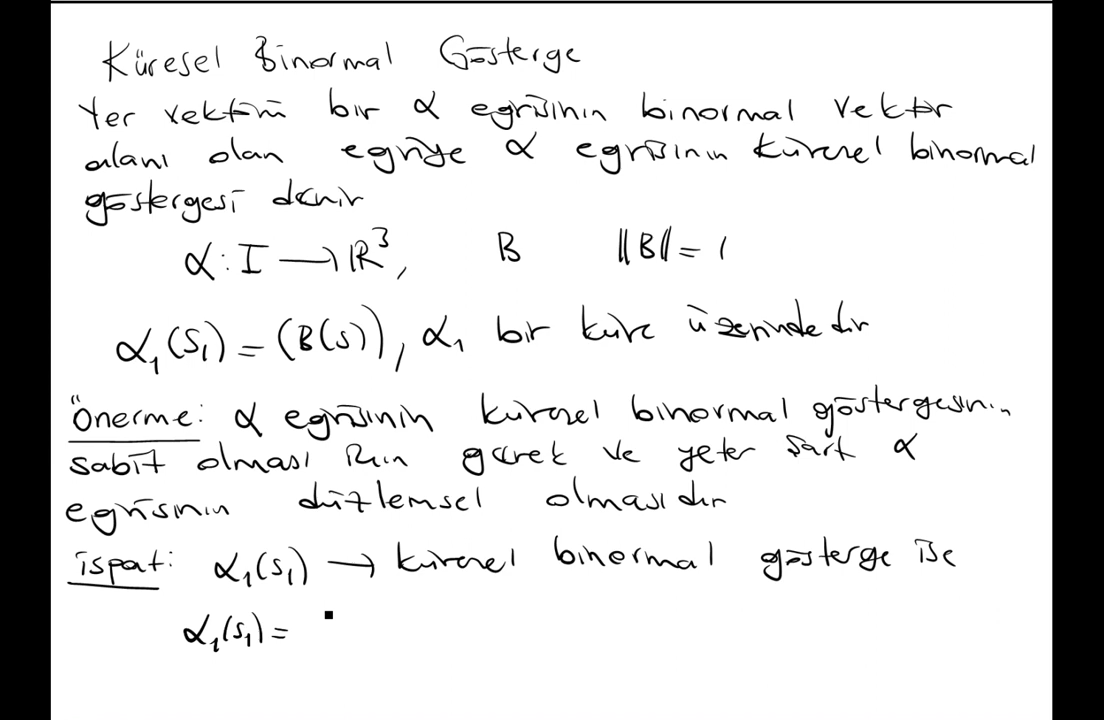 Küresel Binormal Gösterge
Yer vektörü bir α eğrisinin binormal vektör
alanı olan eğriye α eğrisinin küresel binormal
göstergesi denir
α : I → ℝ³, B ‖B‖ = 1
α₁(s₁) = (B(s)), α₁ bir küre üzerindedir
Önerme: α eğrisinin küresel binormal göstergesinin
sabit olması için gerek ve yeter şart α
eğrisinin düzlemsel olmasıdır
ispat: α₁(s₁) → küresel binormal gösterge ise
α₁(s₁) =